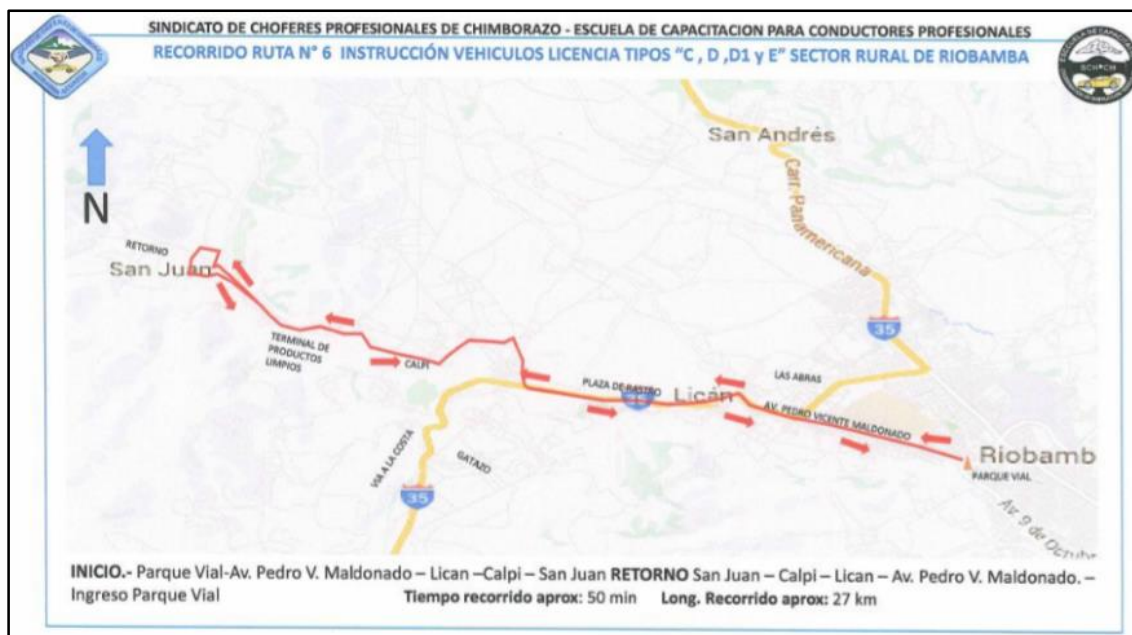 SINDICATO DE CHOFERES PROFESIONALES DE CHIMBORAZO - ESCUELA DE CAPACITACION PARA CONDUCTORES PROFESIONALES
RECORRIDO RUTA N° 6 INSTRUCCIÓN VEHICULOS LICENCIA TIPOS "C , D ,D1 y E" SECTOR RURAL DE RIOBAMBA
SCH*CH
San Andrés
Carr. Panamericana
N
RETORNO
San Juan
35
TERMINAL DE
PRODUCTOS
LIMPIOS
CALPI
PLAZA DE RASTRO
Licán
LAS ABRAS
AV. PEDRO VICENTE MALDONADO
VIA A LA COSTA
GATAZO
35
Riobamb
PARQUE VIAL
Av. 9 de Octubre
INICIO.- Parque Vial-Av. Pedro V. Maldonado – Lican –Calpi – San Juan RETORNO San Juan – Calpi – Lican – Av. Pedro V. Maldonado. –
Ingreso Parque Vial Tiempo recorrido aprox: 50 min Long. Recorrido aprox: 27 km